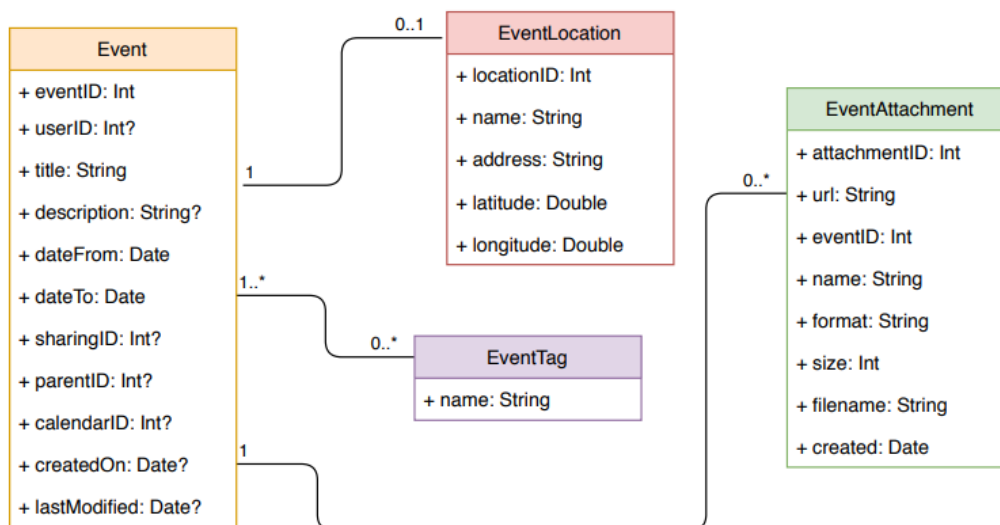 Event
+ eventID: Int
+ userID: Int?
+ title: String
+ description: String?
+ dateFrom: Date
+ dateTo: Date
+ sharingID: Int?
+ parentID: Int?
+ calendarID: Int?
+ createdOn: Date?
+ lastModified: Date?
1
0..1
1..*
0..*
1
0..*
EventLocation
+ locationID: Int
+ name: String
+ address: String
+ latitude: Double
+ longitude: Double
EventTag
+ name: String
EventAttachment
+ attachmentID: Int
+ url: String
+ eventID: Int
+ name: String
+ format: String
+ size: Int
+ filename: String
+ created: Date